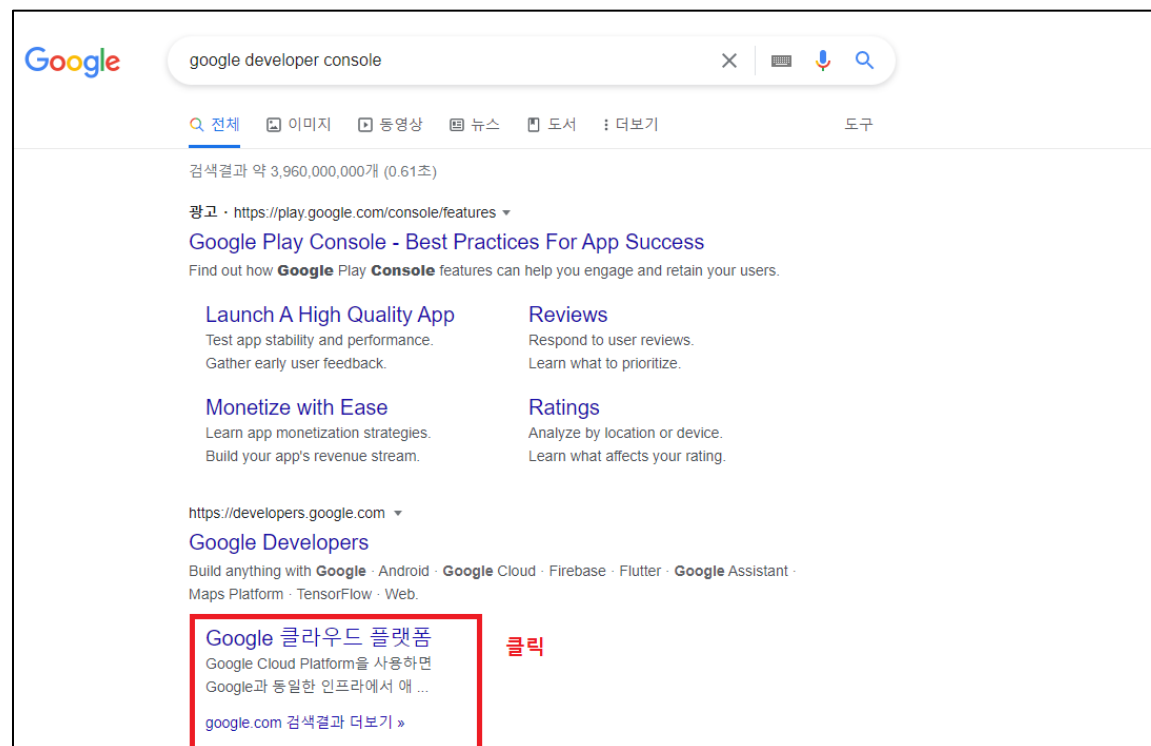 Google
google developer console
전체 이미지 동영상 뉴스 도서 더보기 도구
검색결과 약 3,960,000,000개 (0.61초)
광고 · https://play.google.com/console/features
Google Play Console - Best Practices For App Success
Find out how Google Play Console features can help you engage and retain your users.
Launch A High Quality App
Test app stability and performance.
Gather early user feedback.
Reviews
Respond to user reviews.
Learn what to prioritize.
Monetize with Ease
Learn app monetization strategies.
Build your app's revenue stream.
Ratings
Analyze by location or device.
Learn what affects your rating.
https://developers.google.com
Google Developers
Build anything with Google · Android · Google Cloud · Firebase · Flutter · Google Assistant ·
Maps Platform · TensorFlow · Web.
Google 클라우드 플랫폼
Google Cloud Platform을 사용하면
Google과 동일한 인프라에서 애 ...
google.com 검색결과 더보기 »
클릭